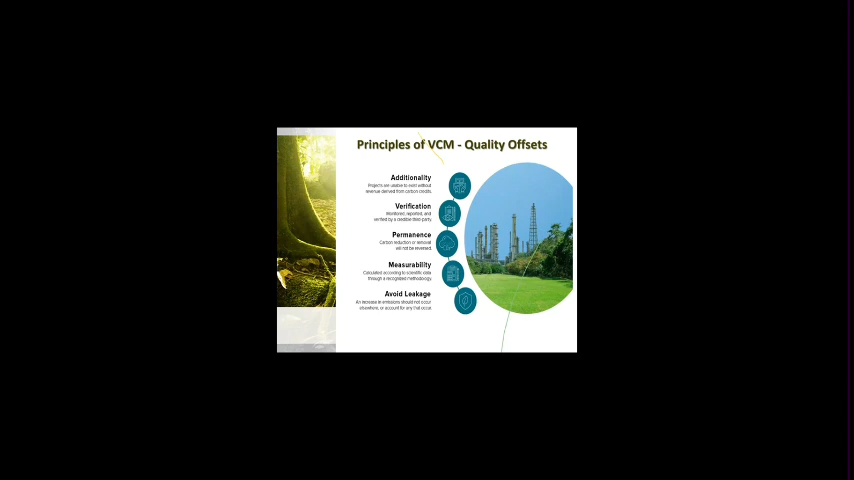 Principles of VCM - Quality Offsets
Additionality
Projects are unable to exist without
revenue derived from carbon credits.
Verification
Monitored, reported, and
verified by a credible third-party
Permanence
Carbon reduction or removal
will not be reversed.
Measurability
Calculated according to scientific data
through a recognized methodology.
Avoid Leakage
An increase in emissions should not occur
elsewhere, or account for any that occur.